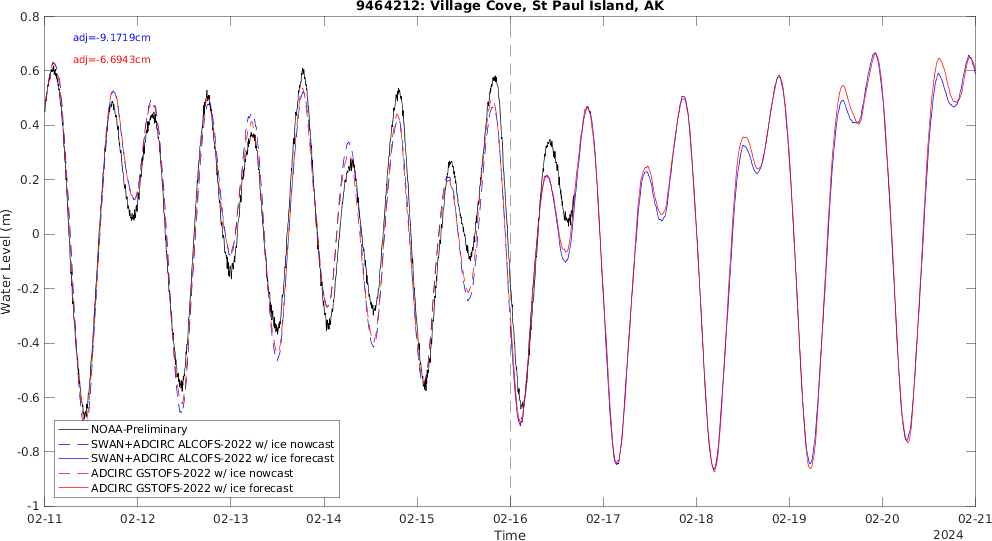 9464212: Village Cove, St Paul Island, AK
adj=-9.1719cm
adj=-6.6943cm
0.8
0.6
0.4
0.2
0
-0.2
-0.4
-0.6
-0.8
-1
Water Level (m)
NOAA-Preliminary
SWAN+ADCIRC ALCOFS-2022 w/ ice nowcast
SWAN+ADCIRC ALCOFS-2022 w/ ice forecast
ADCIRC GSTOFS-2022 w/ ice nowcast
ADCIRC GSTOFS-2022 w/ ice forecast
02-11 02-12 02-13 02-14 02-15 02-16 02-17 02-18 02-19 02-20 02-21
Time
2024